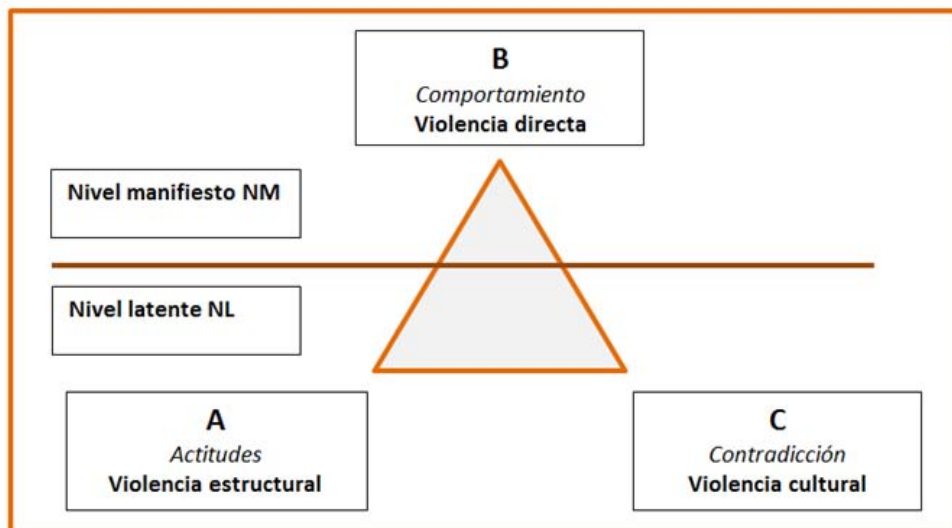 B
Comportamiento
Violencia directa
Nivel manifiesto NM
Nivel latente NL
A
Actitudes
Violencia estructural
C
Contradicción
Violencia cultural